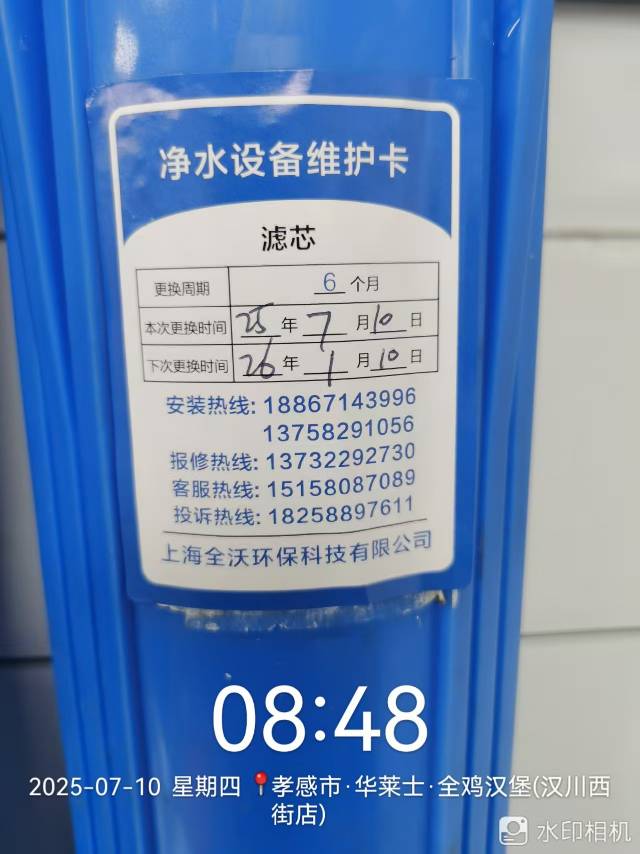 净水设备维护卡
滤芯
更换周期 6 个月
本次更换时间 25 年 7 月 10 日
下次更换时间 26 年 1 月 10 日
安装热线: 18867143996
13758291056
报修热线: 13732292730
客服热线: 15158087089
投诉热线: 18258897611
上海全沃环保科技有限公司
08:48
2025-07-10 星期四 孝感市·华莱士·全鸡汉堡(汉川西
街店)
水印相机